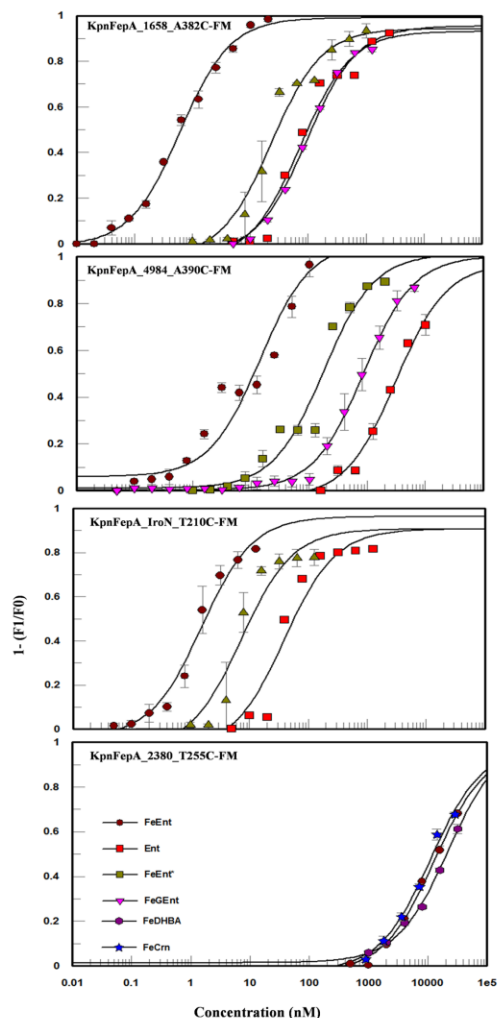 KpnFepA_1658_A382C-FM
1
0.8
0.6
0.4
0.2
0
KpnFepA_4984_A390C-FM
1
0.8
0.6
0.4
0.2
0
KpnFepA_IroN_T210C-FM
1
0.8
0.6
0.4
0.2
0
1- (F1/F0)
KpnFepA_2380_T255C-FM
1
0.8
0.6
0.4
0.2
0
FeEnt
Ent
FeEnt*
FeGEnt
FeDHBA
FeCrn
0.01 0.1 1 10 100 1000 10000 1e5
Concentration (nM)